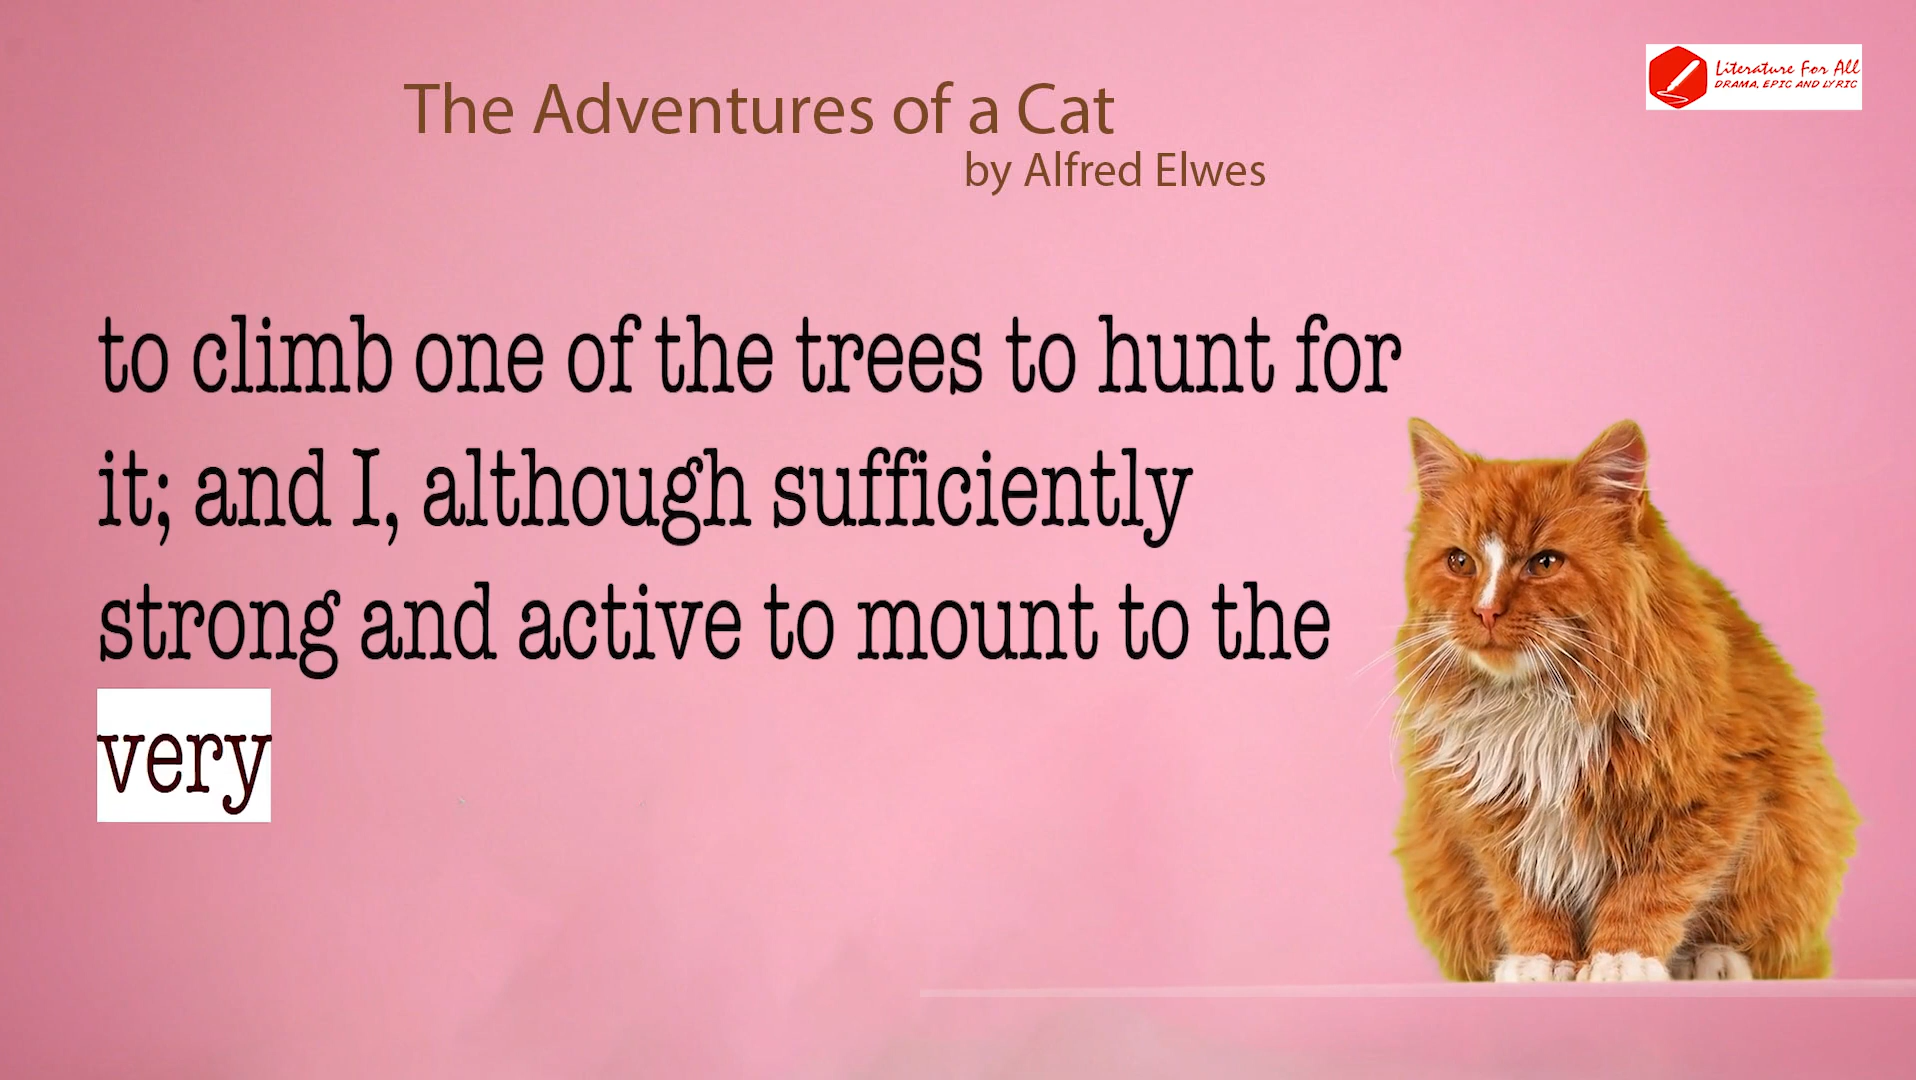 The Adventures of a Cat
by Alfred Elwes
Literature For All
DRAMA, EPIC AND LYRIC
to climb one of the trees to hunt for
it; and I, although sufficiently
strong and active to mount to the
very